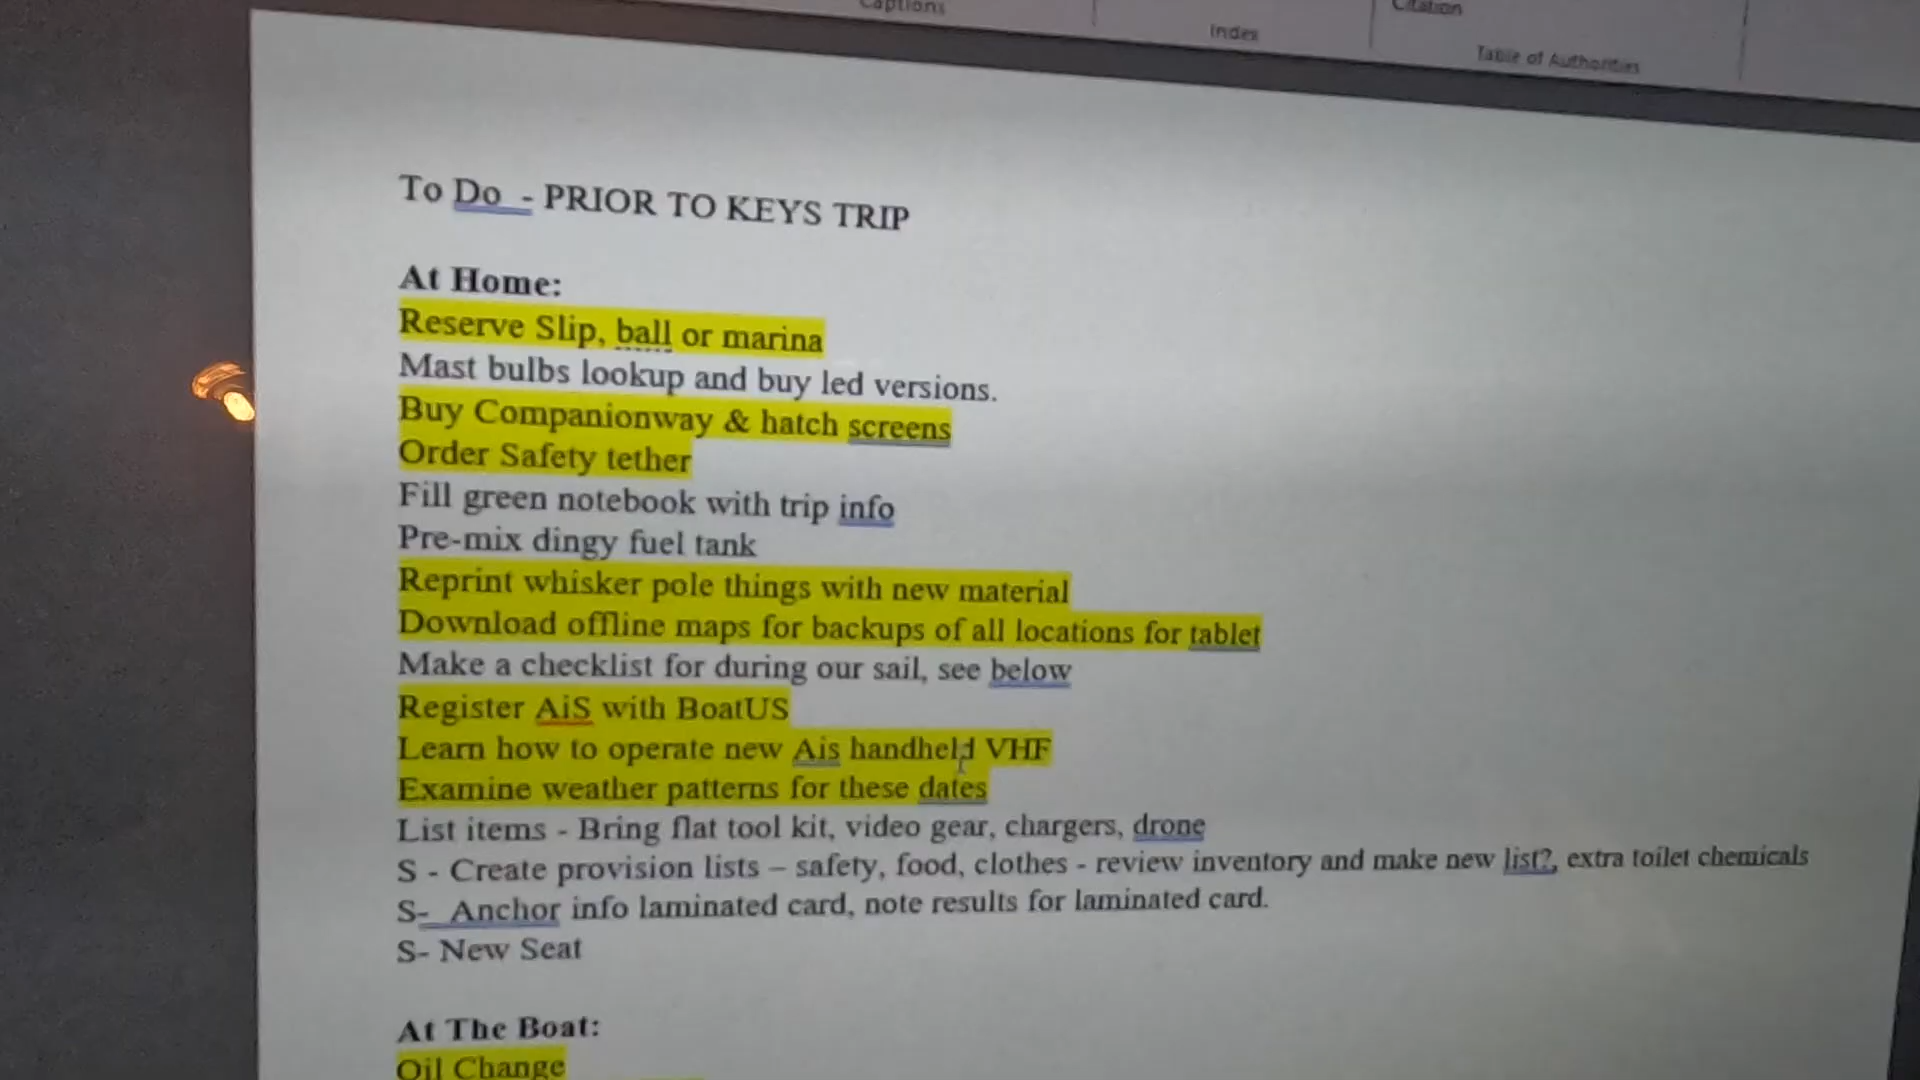 Captions
Index
Citation
Table of Authorities
To Do - PRIOR TO KEYS TRIP
At Home:
Reserve Slip, ball or marina
Mast bulbs lookup and buy led versions.
Buy Companionway & hatch screens
Order Safety tether
Fill green notebook with trip info
Pre-mix dingy fuel tank
Reprint whisker pole things with new material
Download offline maps for backups of all locations for tablet
Make a checklist for during our sail, see below
Register AiS with BoatUS
Learn how to operate new Ais handheld VHF
Examine weather patterns for these dates
List items - Bring flat tool kit, video gear, chargers, drone
S - Create provision lists – safety, food, clothes - review inventory and make new list?, extra toilet chemicals
S- Anchor info laminated card, note results for laminated card.
S- New Seat
At The Boat:
Oil Change